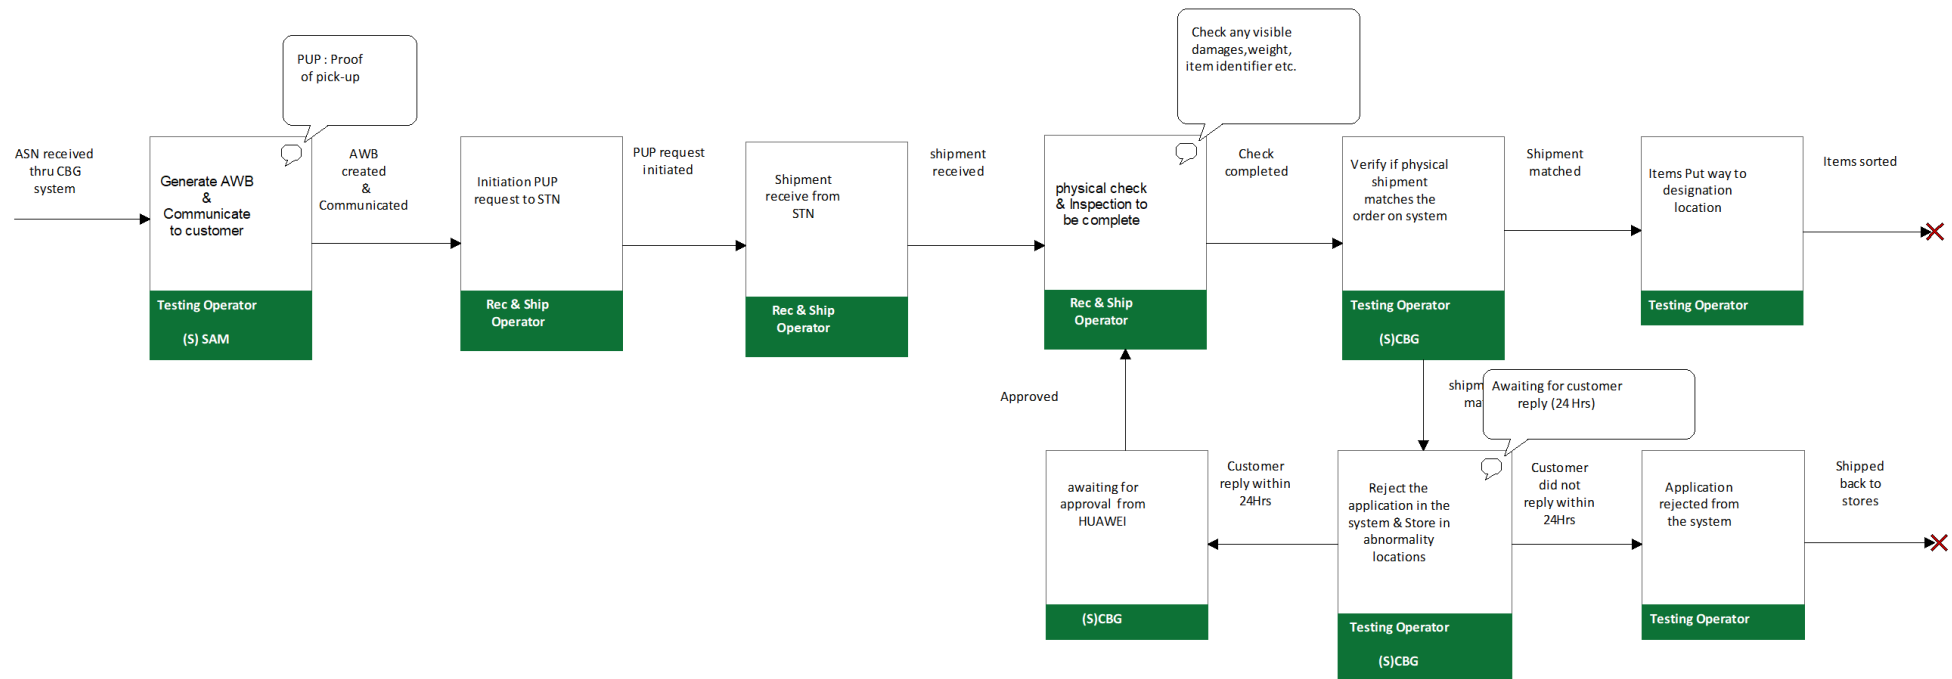 PUP : Proof
of pick-up
Check any visible
damages,weight,
item identifier etc.
ASN received
thru CBG
system
Generate AWB
&
Communicate
to customer
Testing Operator
(S) SAM
AWB
created
&
Communicated
Initiation PUP
request to STN
Rec & Ship
Operator
PUP request
initiated
Shipment
receive from
STN
Rec & Ship
Operator
shipment
received
physical check
& Inspection to
be complete
Rec & Ship
Operator
Check
completed
Verify if physical
shipment
matches the
order on system
Testing Operator
(S)CBG
Shipment
matched
Items Put way to
designation
location
Testing Operator
Items sorted
Approved
Awaiting for customer
reply (24 Hrs)
awaiting for
approval from
HUAWEI
(S)CBG
Customer
reply within
24Hrs
Reject the
application in the
system & Store in
abnormality
locations
Testing Operator
(S)CBG
Customer
did not
reply within
24Hrs
Application
rejected from
the system
Testing Operator
Shipped
back to
stores